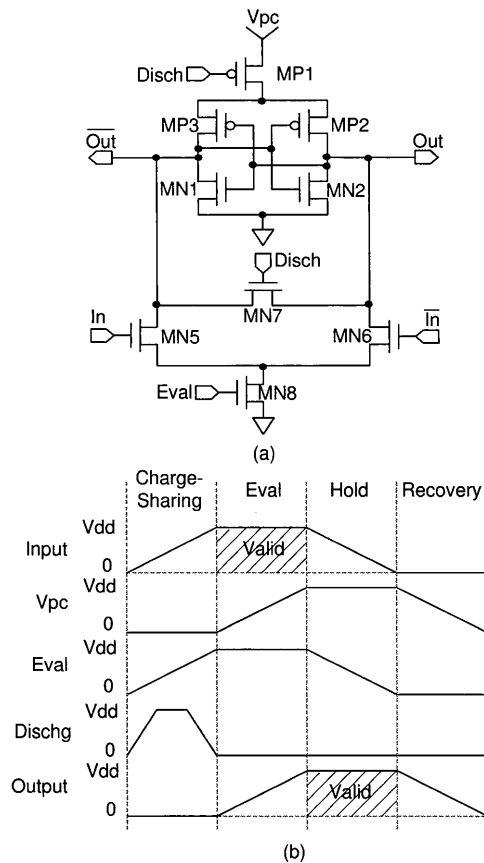 Vpc
Disch
MP1
MP3
MP2
Out
Out
MN1
MN2
Disch
In
MN7
In
MN5
MN6
Eval
MN8
(a)
Charge-
Sharing
Eval
Hold
Recovery
Vdd
Input
Valid
0
Vdd
Vpc
0
Vdd
Eval
0
Vdd
Dischg
0
Vdd
Output
Valid
0
(b)